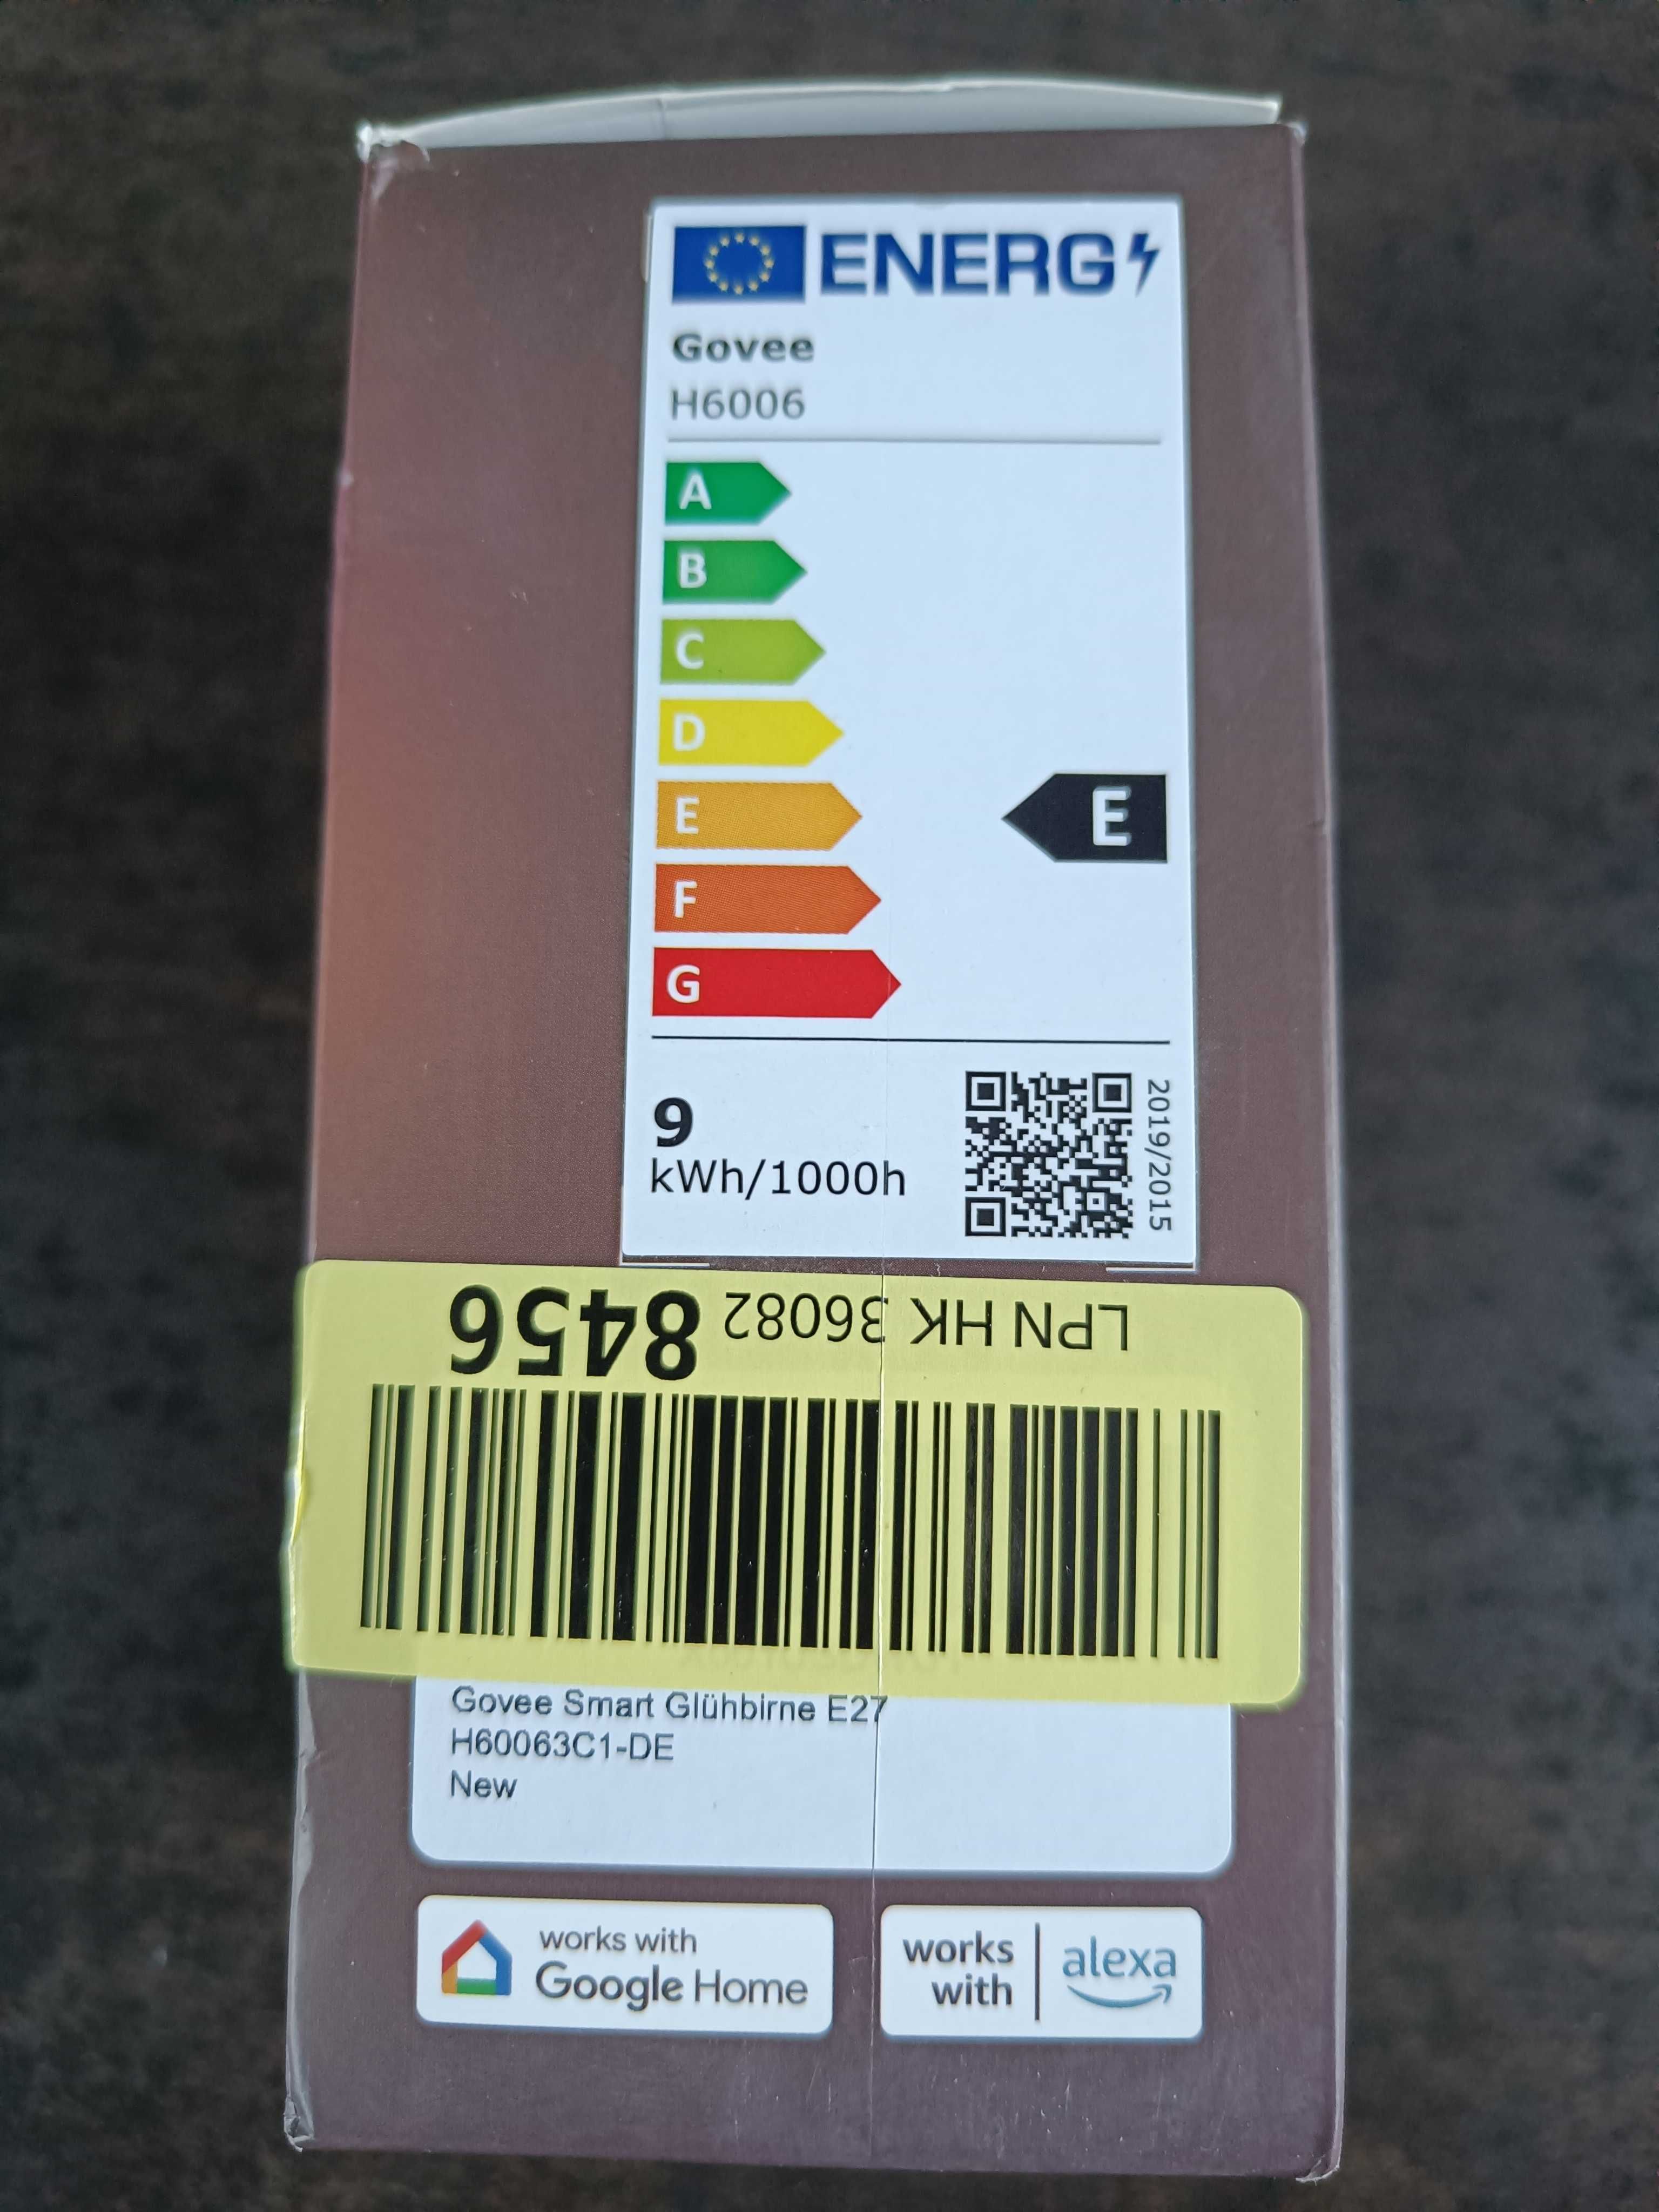 ENERG
Govee
H6006
A
B
C
D
E
E
F
G
9
kWh/1000h
2019/2015
LPN HK 36082 8456
Govee Smart Glühbirne E27
H60063C1-DE
New
works with
Google Home
works
with
alexa